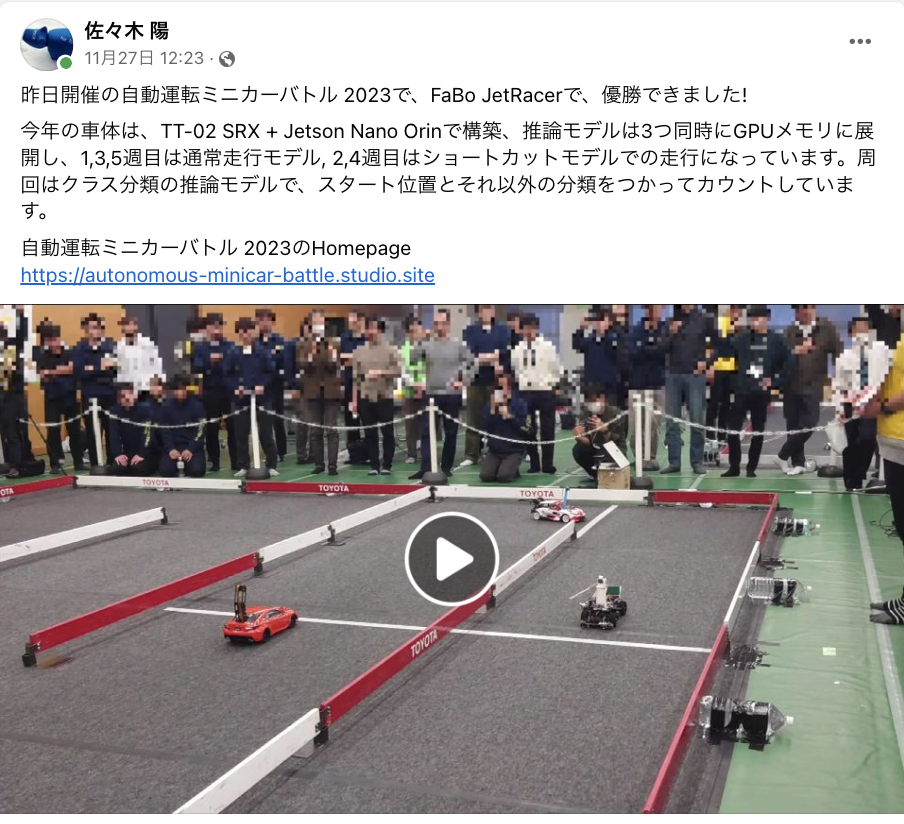 佐々木 陽
11月27日 12:23 ·
昨日開催の自動運転ミニカーバトル 2023で、FaBo JetRacerで、優勝できました!
今年の車体は、TT-02 SRX + Jetson Nano Orinで構築、推論モデルは3つ同時にGPUメモリに展
開し、1,3,5週目は通常走行モデル, 2,4週目はショートカットモデルでの走行になっています。周
回はクラス分類の推論モデルで、スタート位置とそれ以外の分類をつかってカウントしていま
す。
自動運転ミニカーバトル 2023のHomepage
https://autonomous-minicar-battle.studio.site
TOYOTA
TOYOTA
TOYOTA
TOYOTA
TOYOTA
TOYOTA